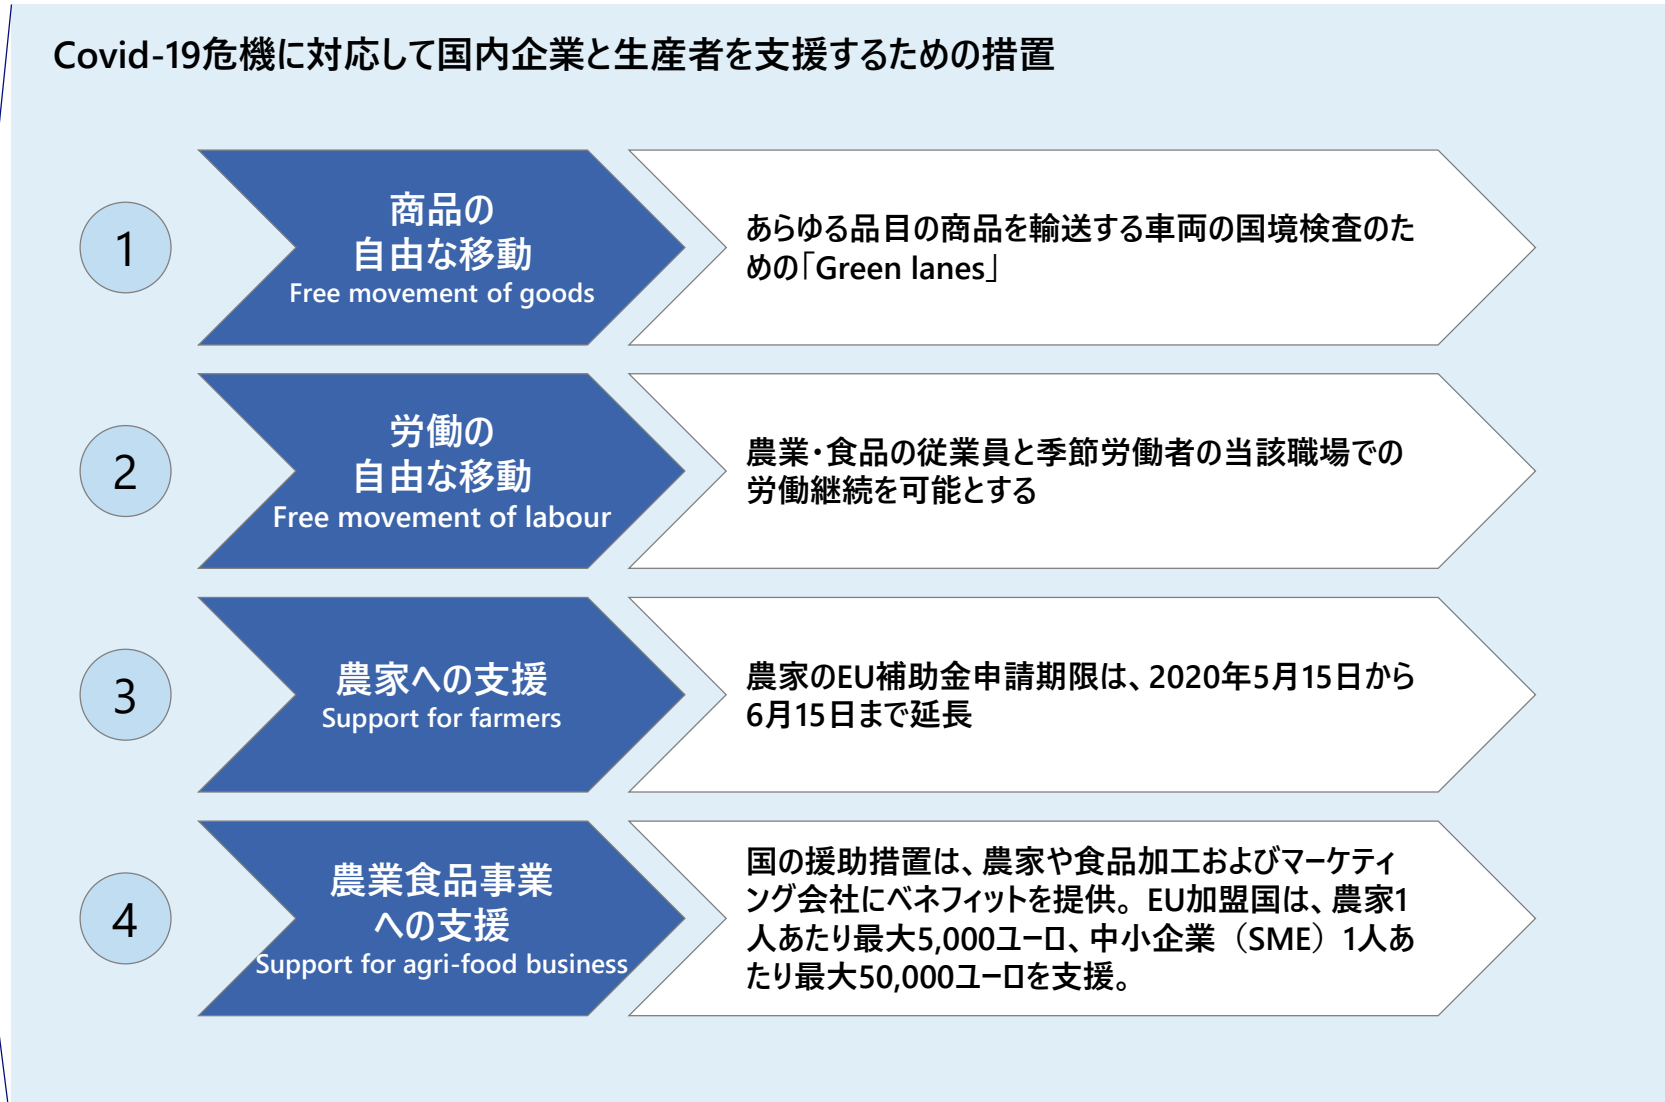 Covid-19危機に対応して国内企業と生産者を支援するための措置
1
商品の
自由な移動
Free movement of goods
あらゆる品目の商品を輸送する車両の国境検査のた
めの「Green lanes」
2
労働の
自由な移動
Free movement of labour
農業・食品の従業員と季節労働者の当該職場での
労働継続を可能とする
3
農家への支援
Support for farmers
農家のEU補助金申請期限は、2020年5月15日から
6月15日まで延長
4
農業食品事業
への支援
Support for agri-food business
国の援助措置は、農家や食品加工およびマーケティ
ング会社にベネフィットを提供。EU加盟国は、農家1
人あたり最大5,000ユーロ、中小企業（SME）1人あ
たり最大50,000ユーロを支援。